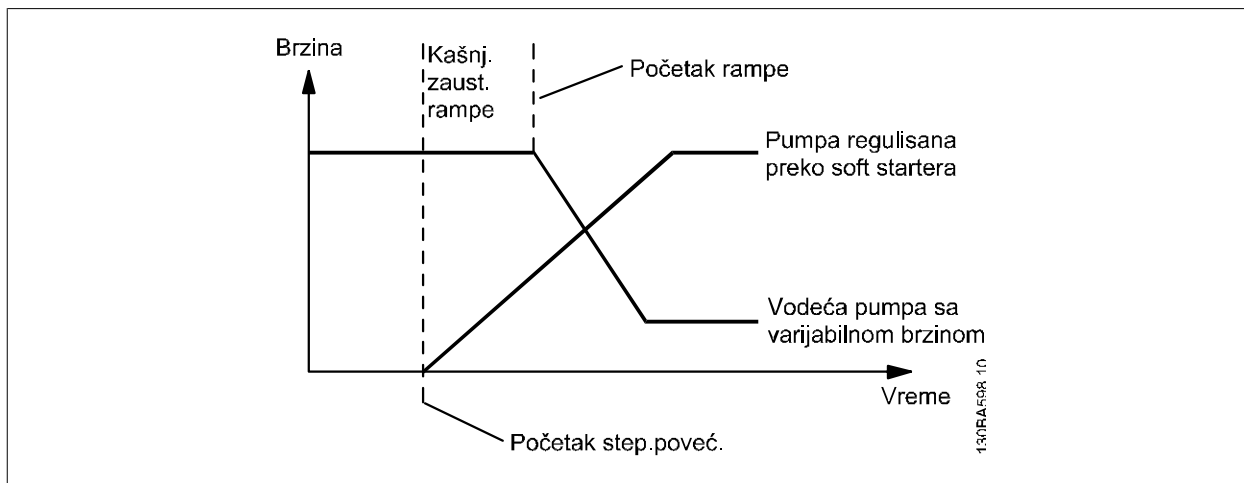 Brzina
Kašnj.
zaust.
rampe
Početak rampe
Pumpa regulisana
preko soft startera
Vodeća pumpa sa
varijabilnom brzinom
Vreme
Početak step.poveć.
130BA598.10